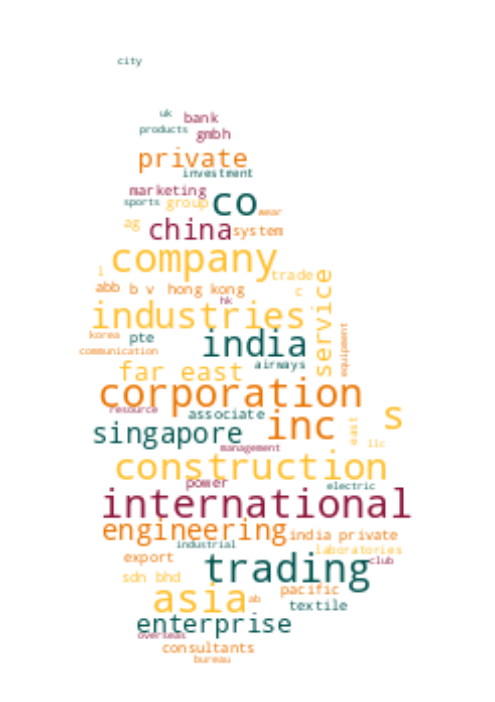 city
uk bank
products gmbh
private
investment
marketing
sports group co wear
ag china system
company
l trade
abb b v hong kong c service
hk
industries
korea pte india equipment
communication airways
far east
corporation
resource associate inc s
singapore east llc
management
construction
power electric
international
engineering india private
industrial laboratories
export trading club
sdn bhd pacific
asia ab textile
enterprise
overseas
consultants
bureau